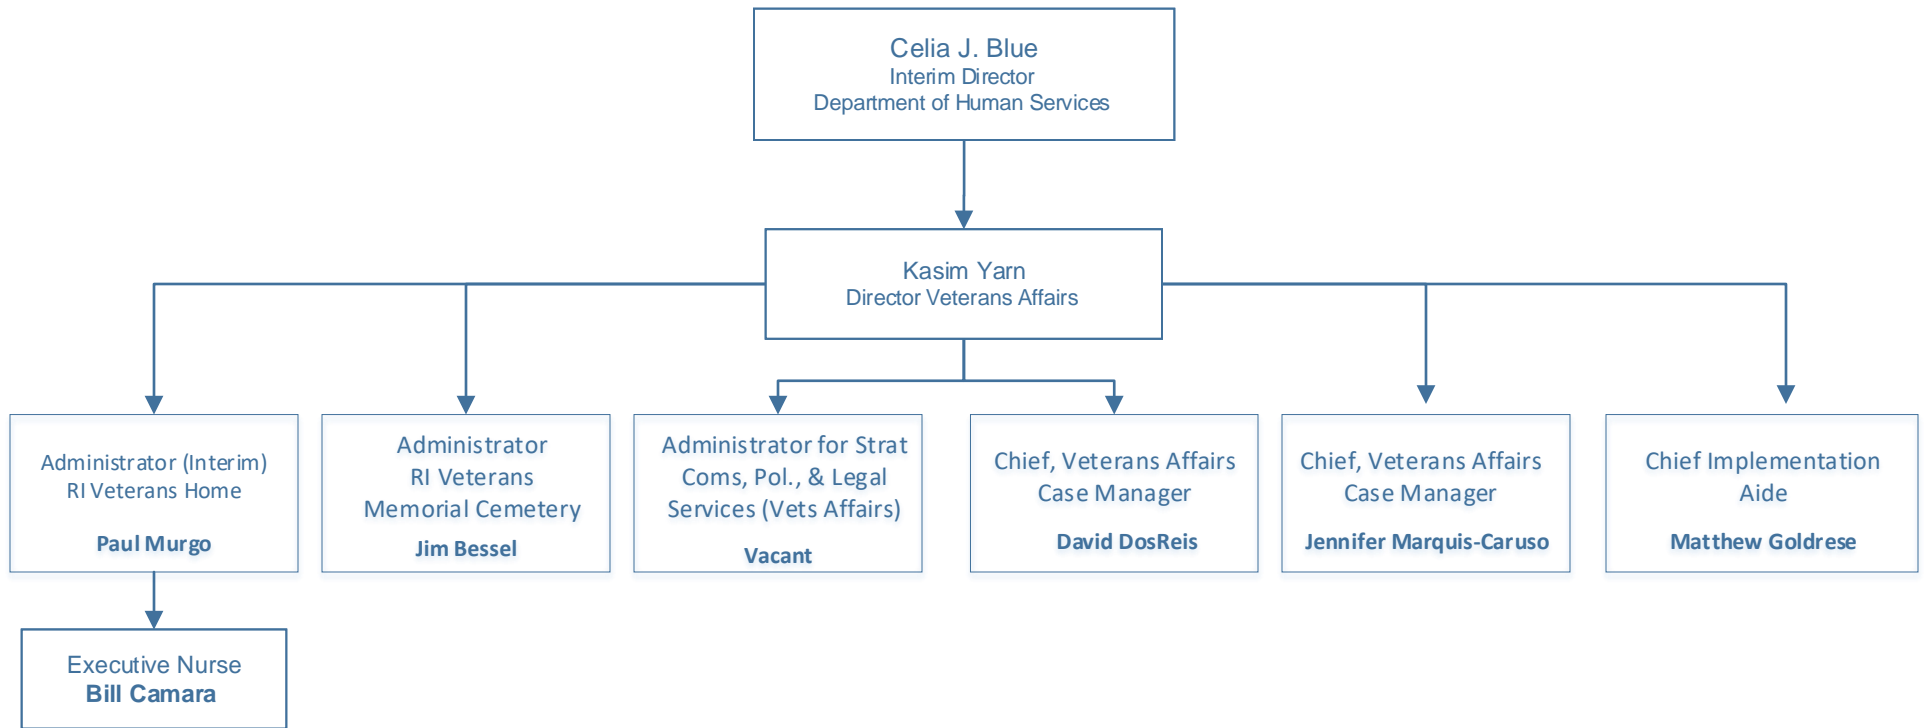 Celia J. Blue
Interim Director
Department of Human Services
Kasim Yarn
Director Veterans Affairs
Administrator (Interim)
RI Veterans Home
Paul Murgo
Administrator
RI Veterans
Memorial Cemetery
Jim Bessel
Administrator for Strat
Coms, Pol., & Legal
Services (Vets Affairs)
Vacant
Chief, Veterans Affairs
Case Manager
David DosReis
Chief, Veterans Affairs
Case Manager
Jennifer Marquis-Caruso
Chief Implementation
Aide
Matthew Goldrese
Executive Nurse
Bill Camara